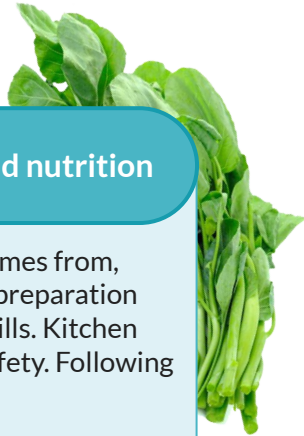 d nutrition
mes from,
preparation
ills. Kitchen
fety. Following